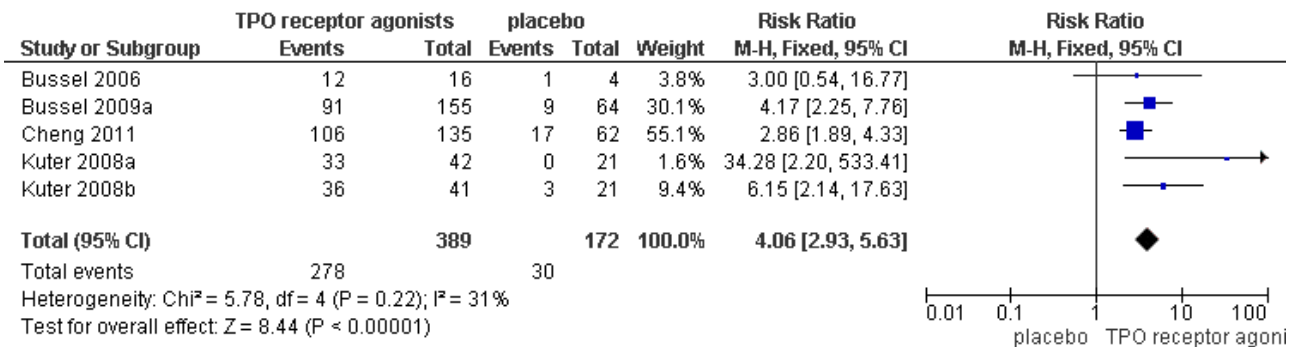 TPO receptor agonists placebo Risk Ratio Risk Ratio
Study or Subgroup Events Total Events Total Weight M-H, Fixed, 95% CI M-H, Fixed, 95% CI
Bussel 2006 12 16 1 4 3.8% 3.00 [0.54, 16.77]
Bussel 2009a 91 155 9 64 30.1% 4.17 [2.25, 7.76]
Cheng 2011 106 135 17 62 55.1% 2.86 [1.89, 4.33]
Kuter 2008a 33 42 0 21 1.6% 34.28 [2.20, 533.41]
Kuter 2008b 36 41 3 21 9.4% 6.15 [2.14, 17.63]
Total (95% CI) 389 172 100.0% 4.06 [2.93, 5.63]
Total events 278 30
Heterogeneity: Chi² = 5.78, df = 4 (P = 0.22); I² = 31%
Test for overall effect: Z = 8.44 (P < 0.00001)
0.01 0.1 1 10 100
placebo TPO receptor agoni